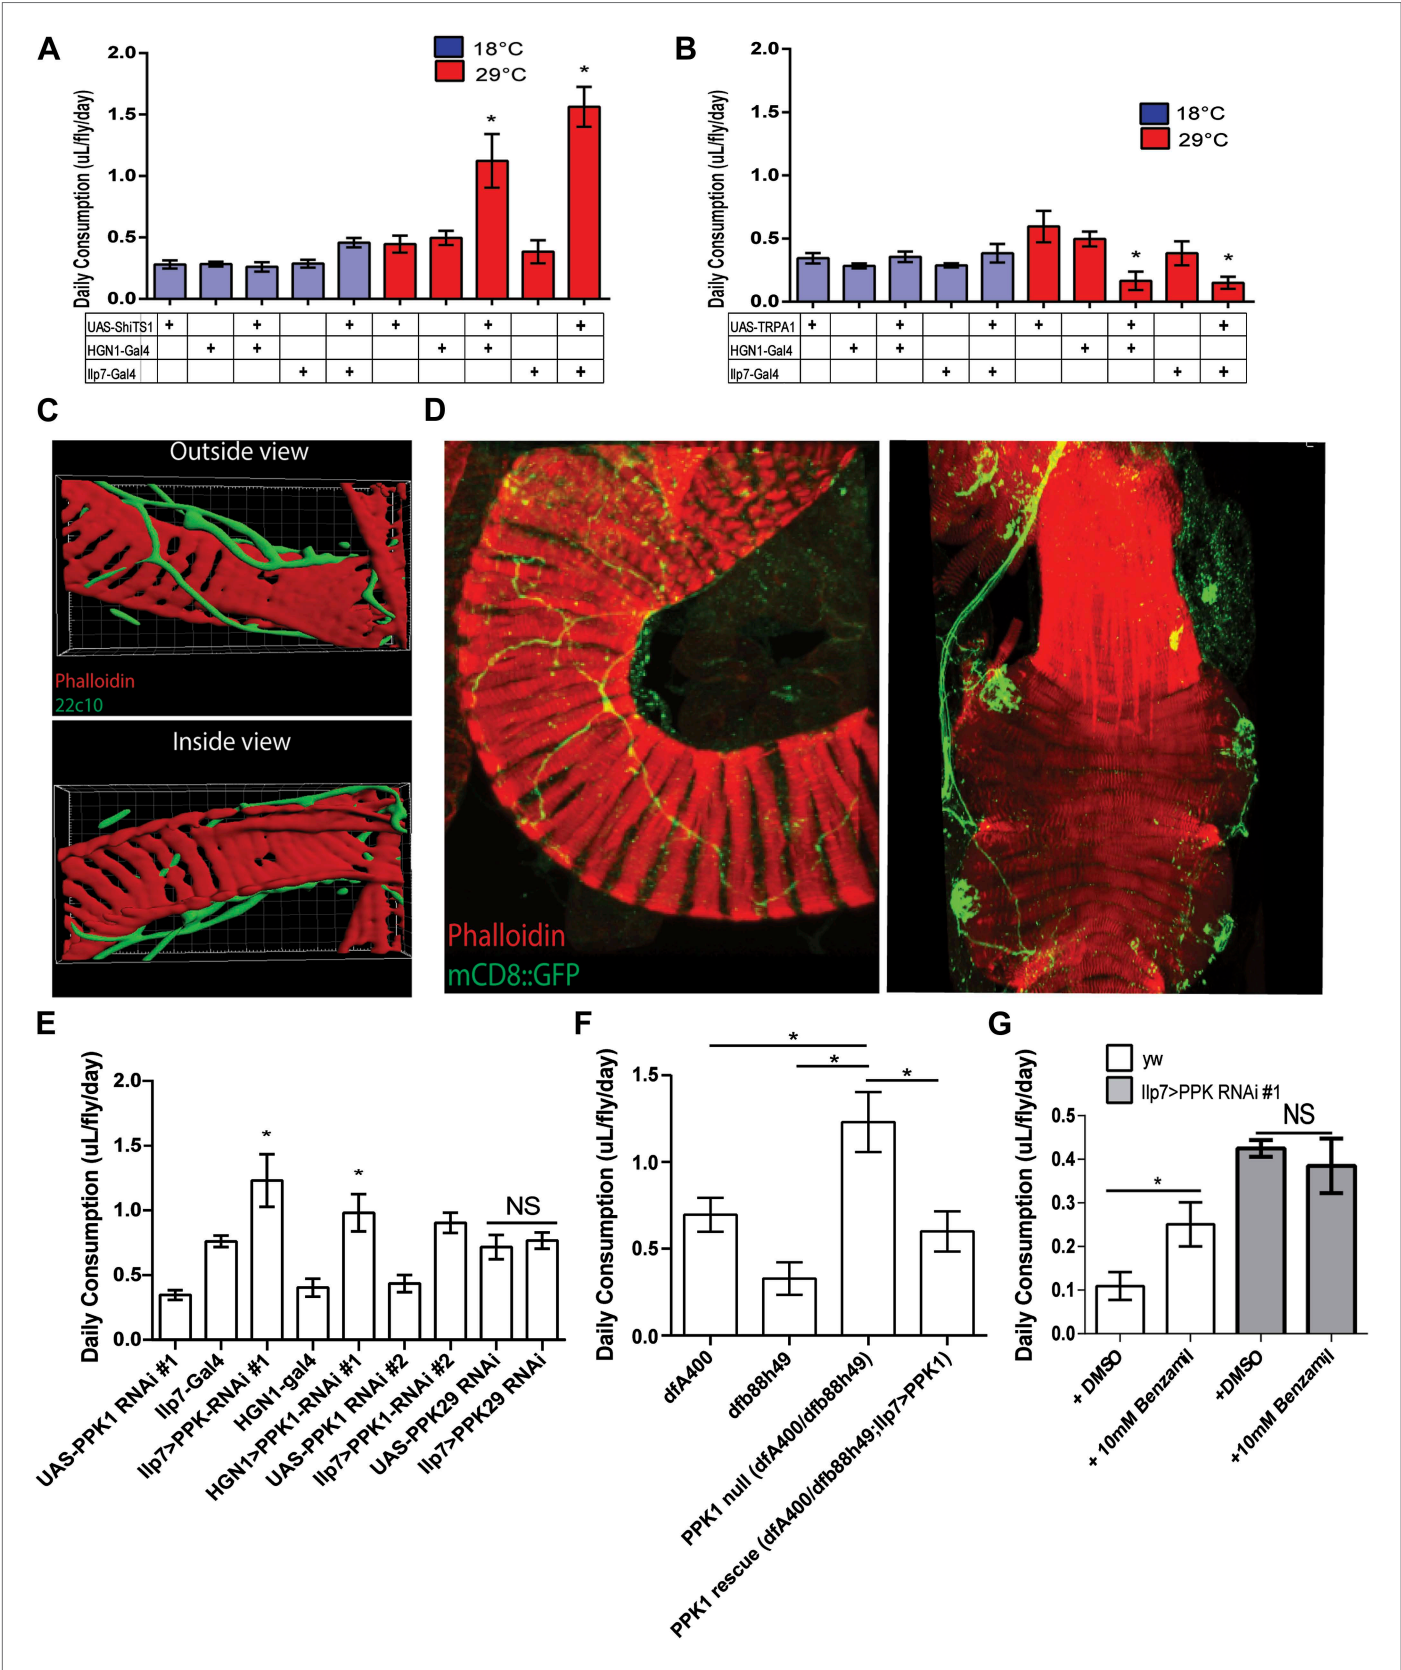 A
2.0
1.5
1.0
0.5
0.0
Daily Consumption (uL/fly/day)
18°C
29°C
*
*
UAS-ShiTS1 + + + + + +
HGN1-Gal4 + + + +
Ilp7-Gal4 + + + +
B
2.0
1.5
1.0
0.5
0.0
Daily Consumption (uL/fly/day)
18°C
29°C
*
*
UAS-TRPA1 + + + + + +
HGN1-Gal4 + + + +
Ilp7-Gal4 + + + +
C
Outside view
Phalloidin
22c10
Inside view
D
Phalloidin
mCD8::GFP
E
2.0
1.5
1.0
0.5
0.0
Daily Consumption (uL/fly/day)
*
*
NS
UAS-PPK1 RNAi #1
Ilp7-Gal4
Ilp7>PPK-RNAi #1
HGN1-gal4
HGN1>PPK1-RNAi #1
UAS-PPK1 RNAi #2
Ilp7>PPK1-RNAi #2
UAS-PPK29 RNAi
Ilp7>PPK29 RNAi
F
1.5
1.0
0.5
0.0
Daily Consumption (uL/fly/day)
*
*
*
dfA400
dfb88h49
PPK1 null (dfA400/dfb88h49)
PPK1 rescue (dfA400/dfb88h49;Ilp7>PPK1)
G
yw
Ilp7>PPK RNAi #1
0.5
0.4
0.3
0.2
0.1
0.0
Daily Consumption (uL/fly/day)
*
NS
+ DMSO
+ 10mM Benzamil
+DMSO
+10mM Benzamil